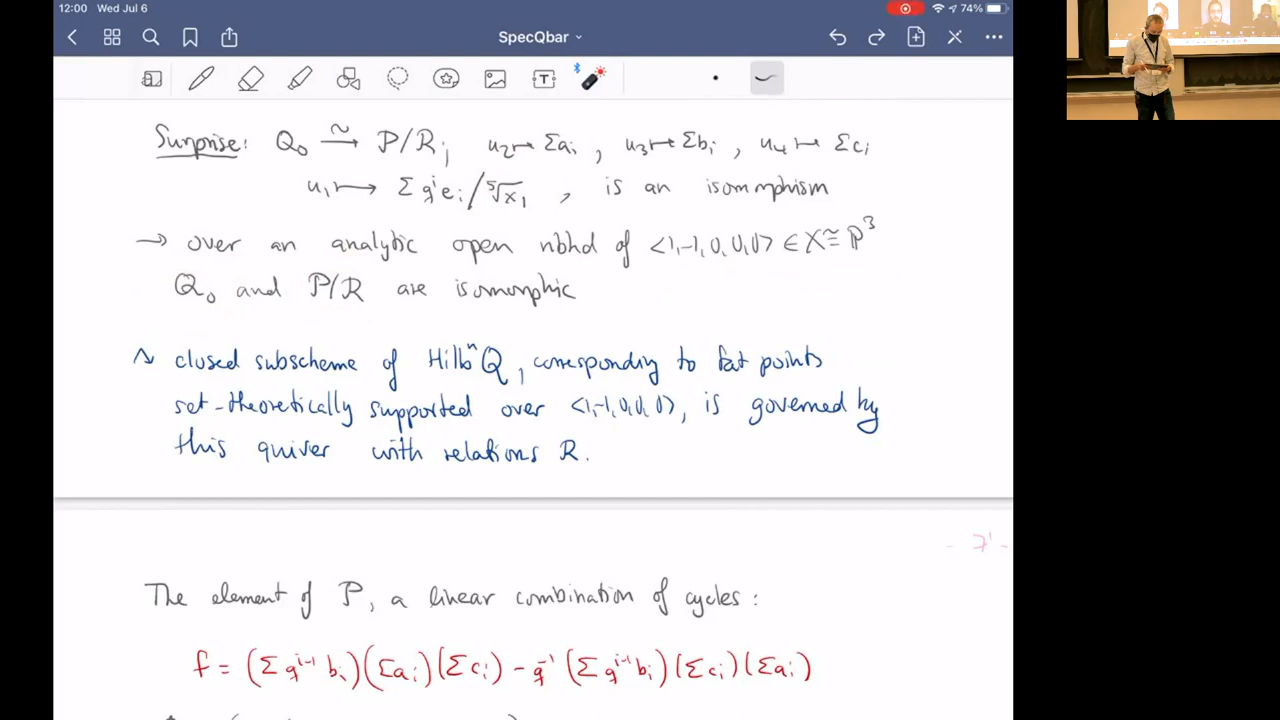 12:00 Wed Jul 6
74%
SpecQbar
Surprise: Q₀ ⥲ P/R; u₂ ↦ Σaᵢ, u₃ ↦ Σbᵢ, u₄ ↦ Σcᵢ
u₁ ↦ Σ qⁱeᵢ/⁵√x₁, is an isomorphism
→ over an analytic open nbhd of <1,-1,0,0,0> ∈ X ≅ P³
Q₀ and P/R are isomorphic
closed subscheme of HilbⁿQ, corresponding to fat points
set-theoretically supported over <1,-1,0,0,0>, is governed by
this quiver with relations R.
- 7' -
The element of P, a linear combination of cycles:
f = (Σ qⁱ⁻¹ bᵢ)(Σaᵢ)(Σcᵢ) - q⁻¹ (Σ qⁱ⁻¹ bᵢ)(Σcᵢ)(Σaᵢ)